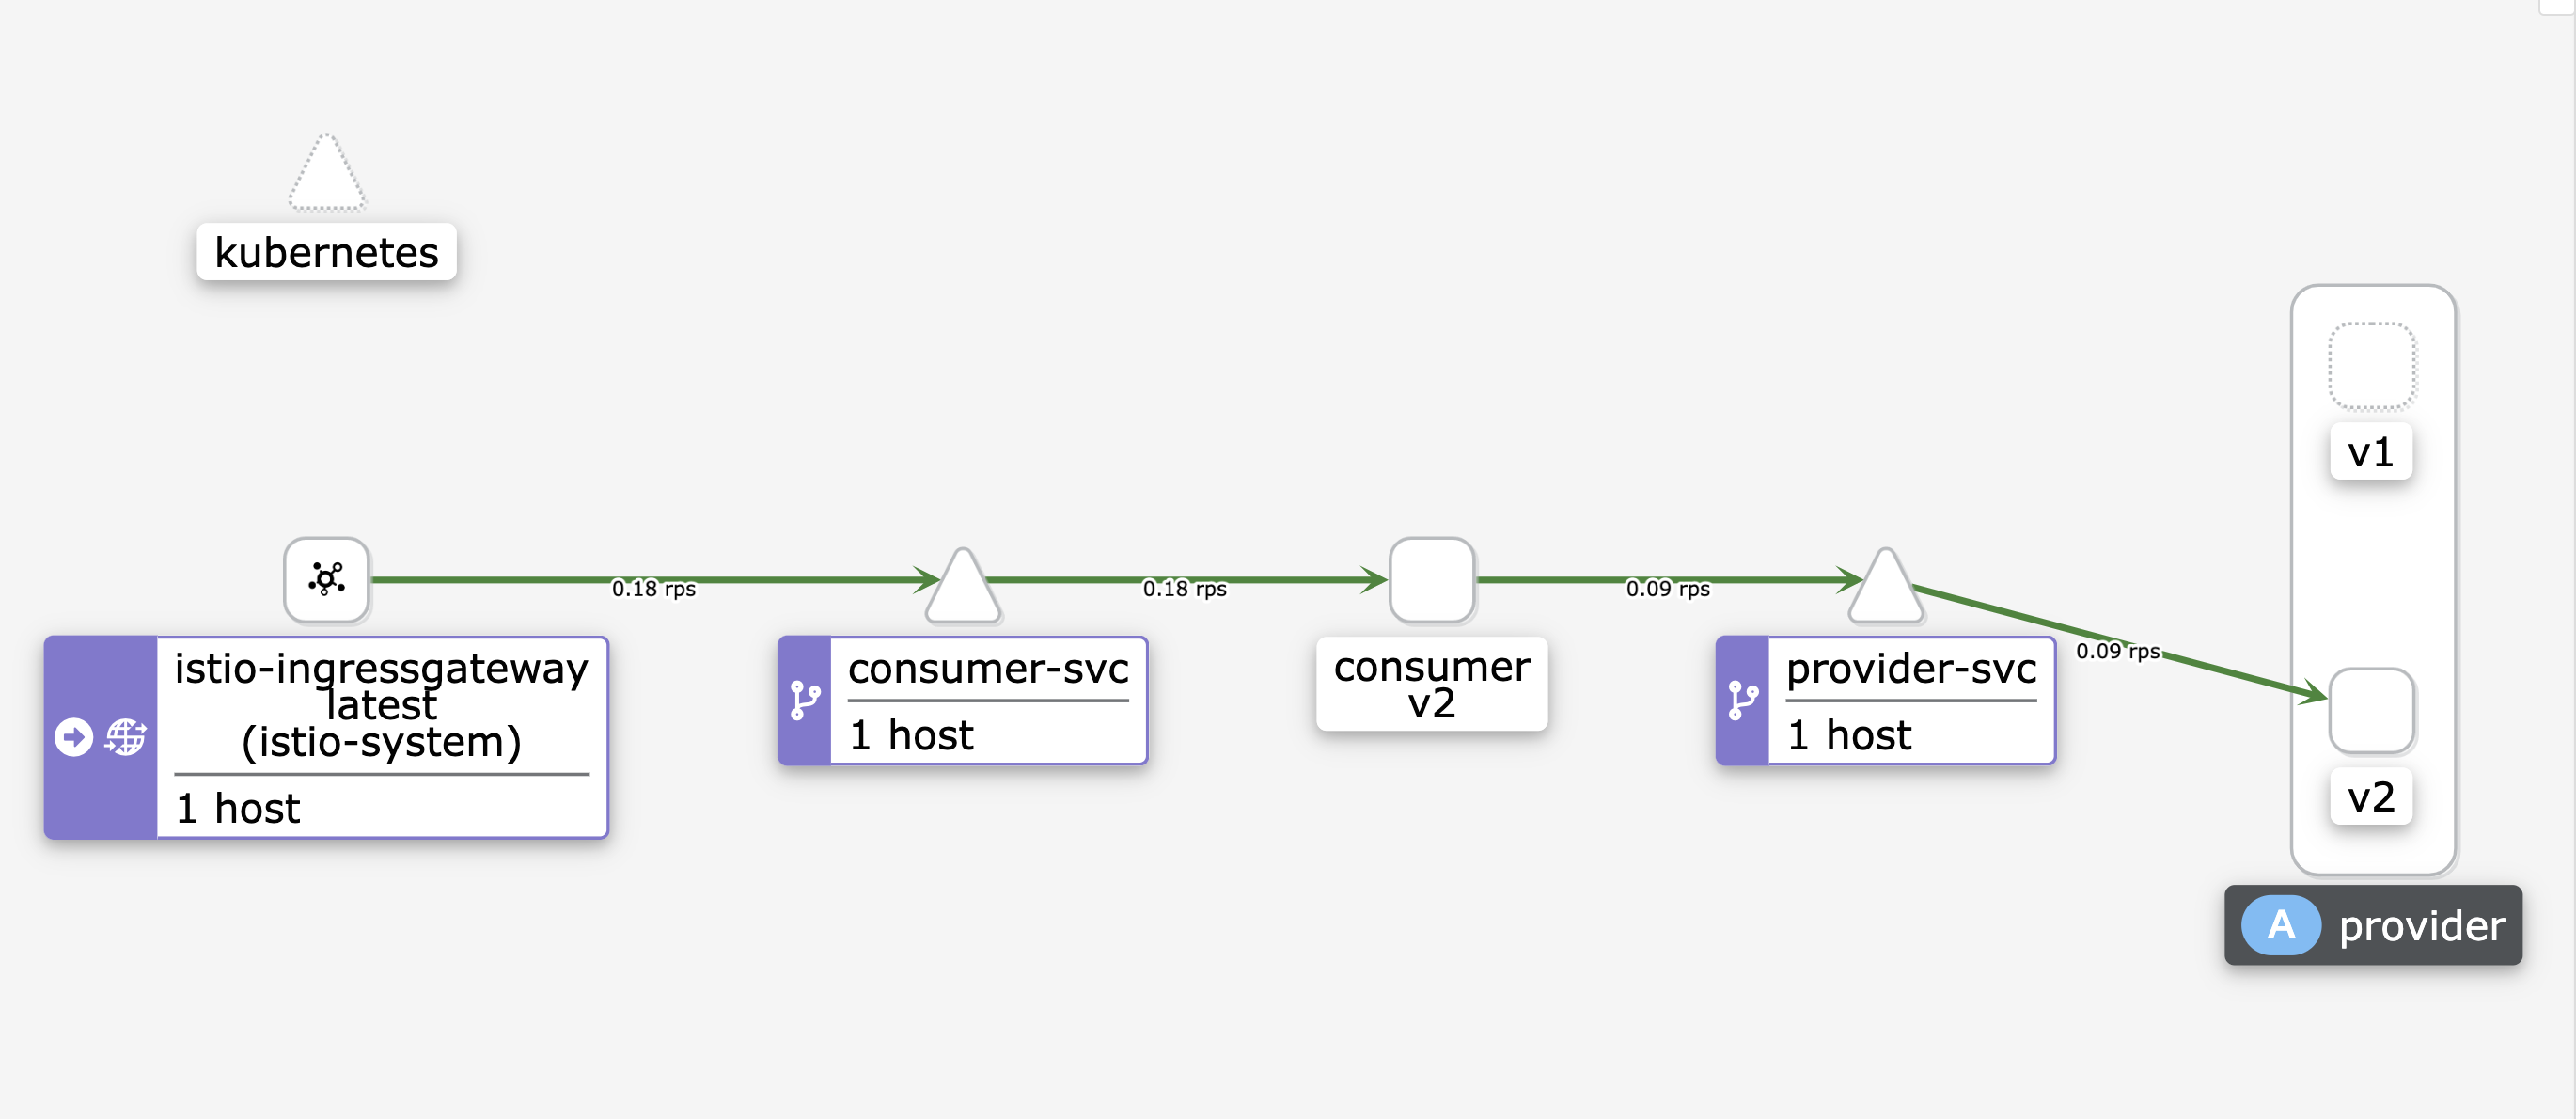 kubernetes
v1
0.18 rps
0.18 rps
0.09 rps
0.09 rps
istio-ingressgateway
latest
(istio-system)
1 host
consumer-svc
1 host
consumer
v2
provider-svc
1 host
v2
A provider